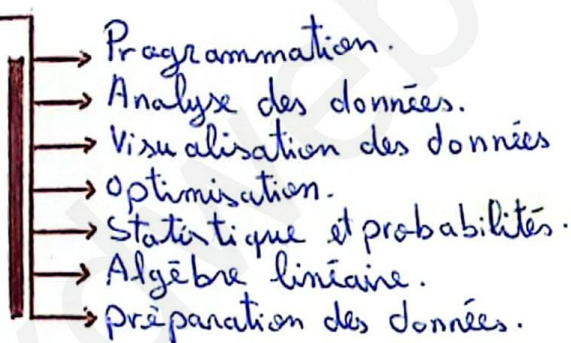 Programmation.
Analyse des données.
Visualisation des données
optimisation.
Statistique et probabilités.
Algèbre linéaire.
préparation des données.